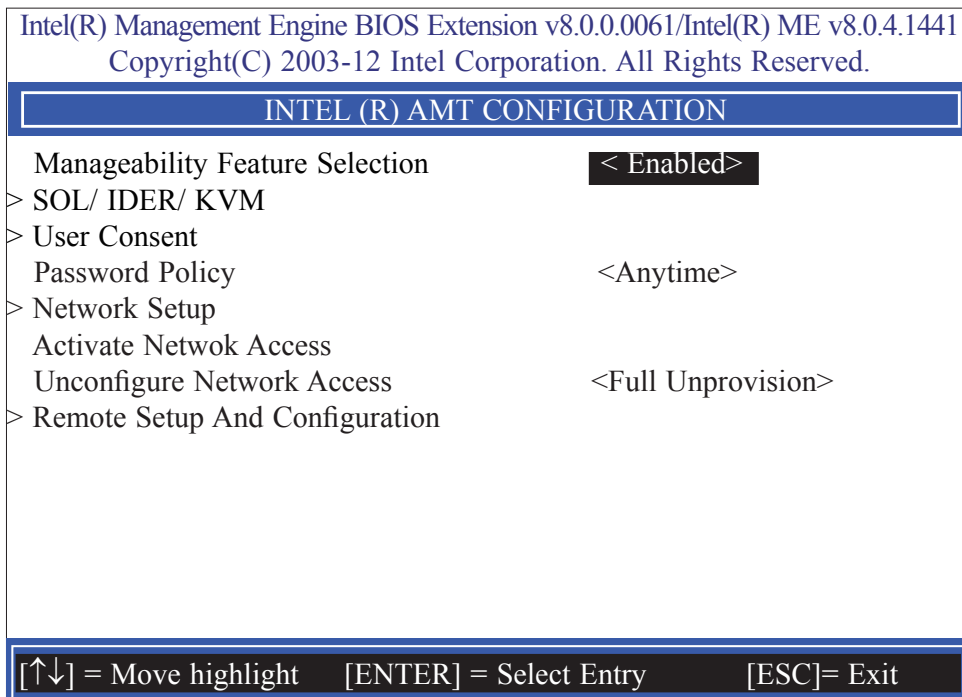 Intel(R) Management Engine BIOS Extension v8.0.0.0061/Intel(R) ME v8.0.4.1441
Copyright(C) 2003-12 Intel Corporation. All Rights Reserved.
INTEL (R) AMT CONFIGURATION
Manageability Feature Selection < Enabled>
> SOL/ IDER/ KVM
> User Consent
Password Policy <Anytime>
> Network Setup
Activate Netwok Access
Unconfigure Network Access <Full Unprovision>
> Remote Setup And Configuration
[↑↓] = Move highlight [ENTER] = Select Entry [ESC]= Exit